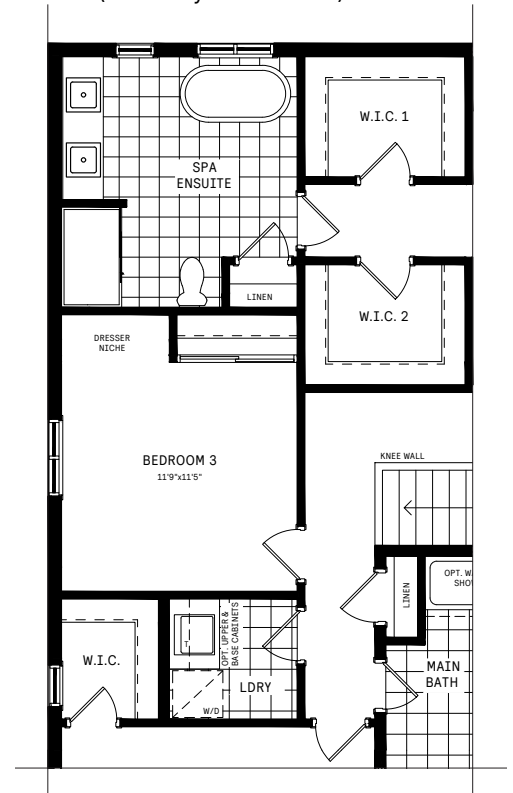 W.I.C. 1
SPA
ENSUITE
LINEN
W.I.C. 2
DRESSER
NICHE
BEDROOM 3
11'9"x11'5"
KNEE WALL
LINEN
OPT.
OPT. UPPER &
BASE CABINETS
T
W.I.C.
LDRY
W/D
MAIN
BATH